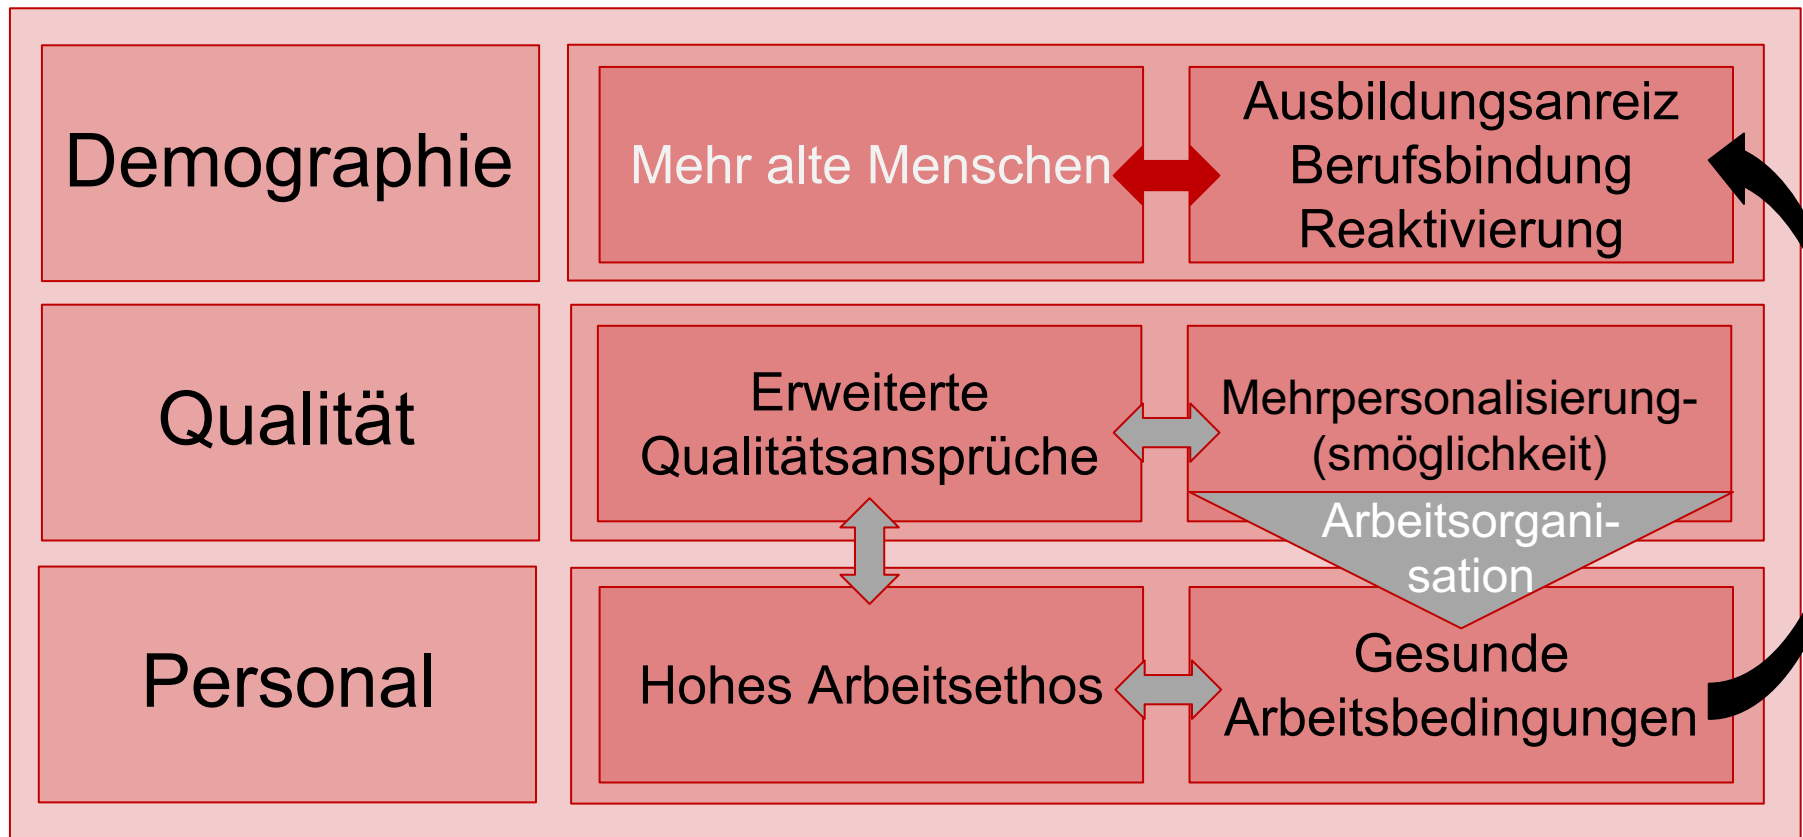 Demographie
Mehr alte Menschen
Ausbildungsanreiz
Berufsbindung
Reaktivierung
Qualität
Erweiterte
Qualitätsansprüche
Mehrpersonalisierung-
(smöglichkeit)
Arbeitsorgani-
sation
Personal
Hohes Arbeitsethos
Gesunde
Arbeitsbedingungen